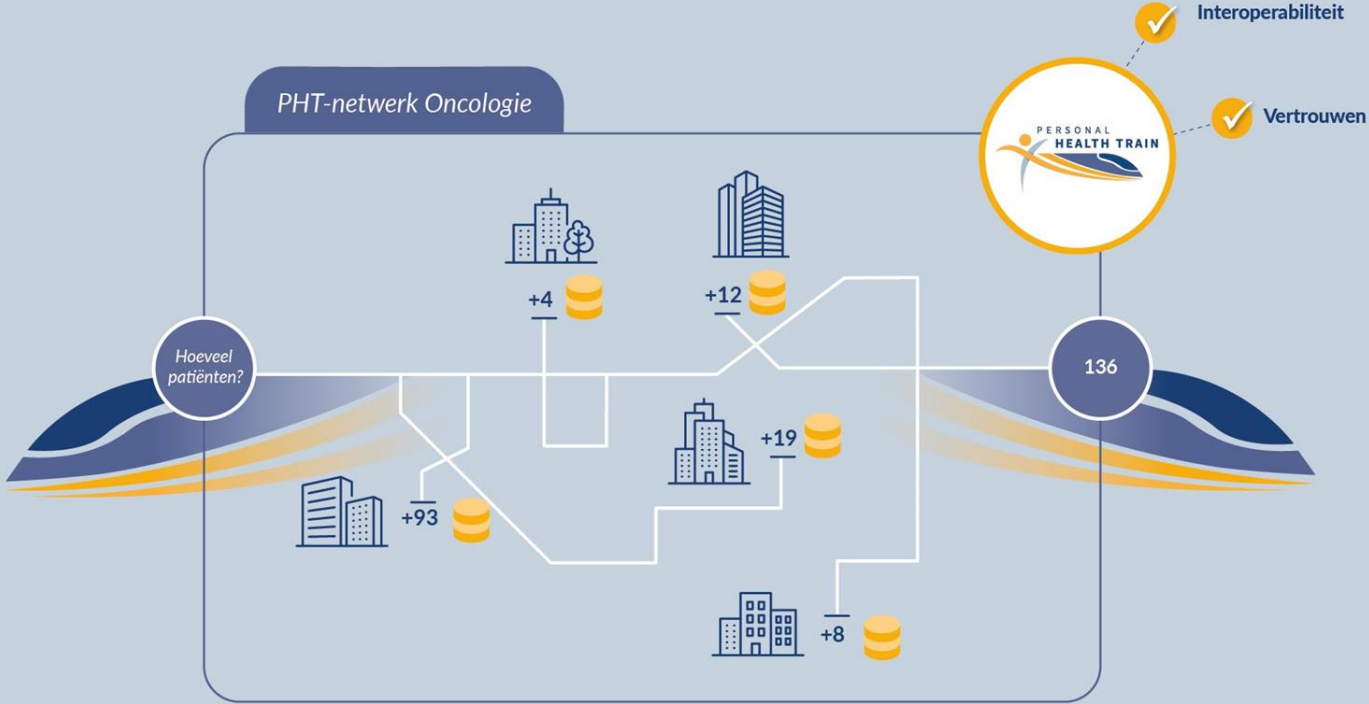 Interoperabiliteit
PHT-netwerk Oncologie
Vertrouwen
PERSONAL
HEALTH TRAIN
+4
+12
Hoeveel
patiënten?
136
+19
+93
+8